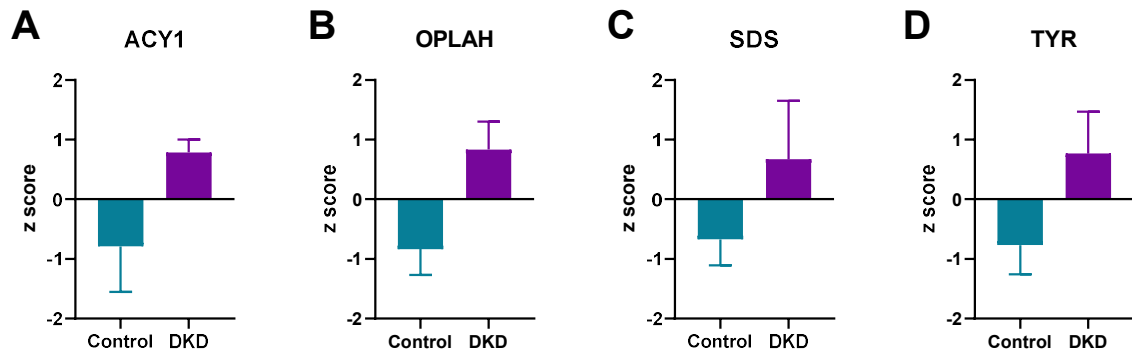 A
ACY1
z score
2
1
0
-1
-2
Control DKD
B
OPLAH
z score
2
1
0
-1
-2
Control DKD
C
SDS
z score
2
1
0
-1
-2
Control DKD
D
TYR
z score
2
1
0
-1
-2
Control DKD